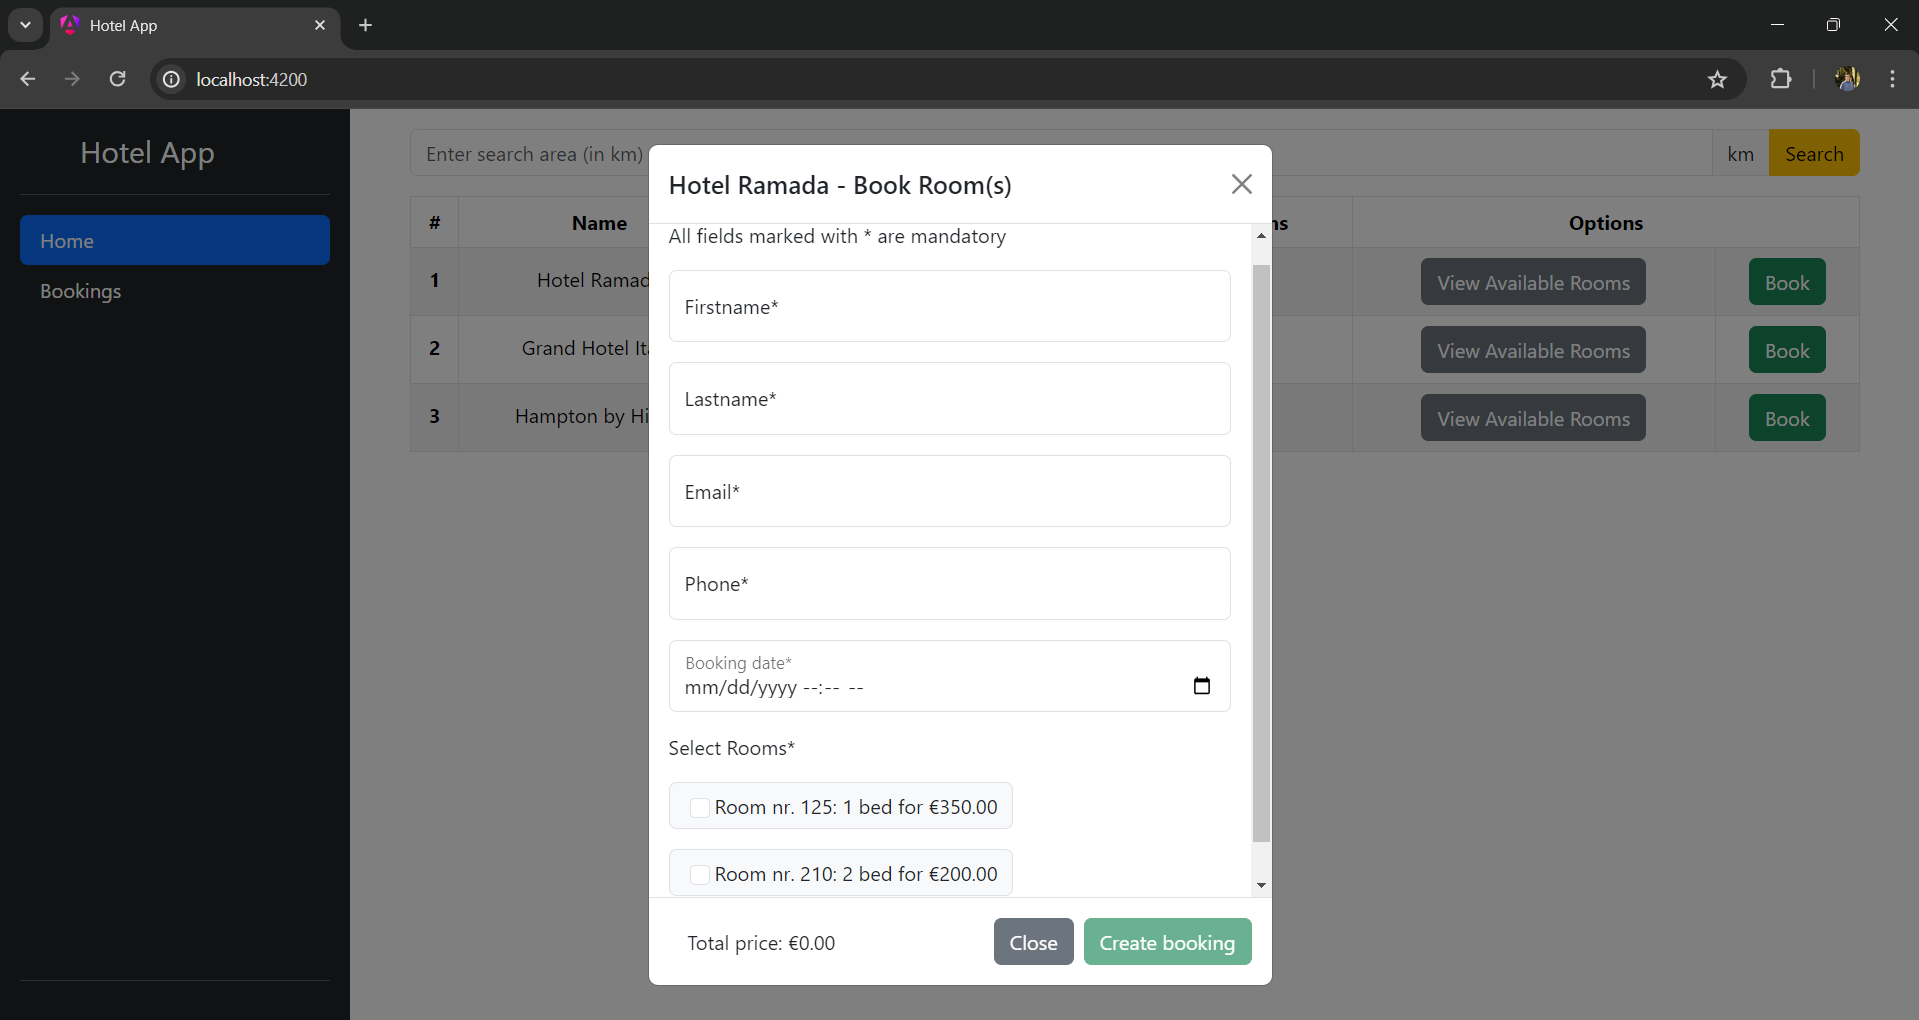 Hotel App
localhost:4200
Hotel App
Home
Bookings
Enter search area (in km)
km
Search
# Name Options
1 Hotel View Available Rooms Book
2 Grand Hotel View Available Rooms Book
3 Hampton by View Available Rooms Book
Hotel Ramada - Book Room(s)
All fields marked with * are mandatory
Firstname*
Lastname*
Email*
Phone*
Booking date*
mm/dd/yyyy --:-- --
Select Rooms*
Room nr. 125: 1 bed for €350.00
Room nr. 210: 2 bed for €200.00
Total price: €0.00
Close
Create booking